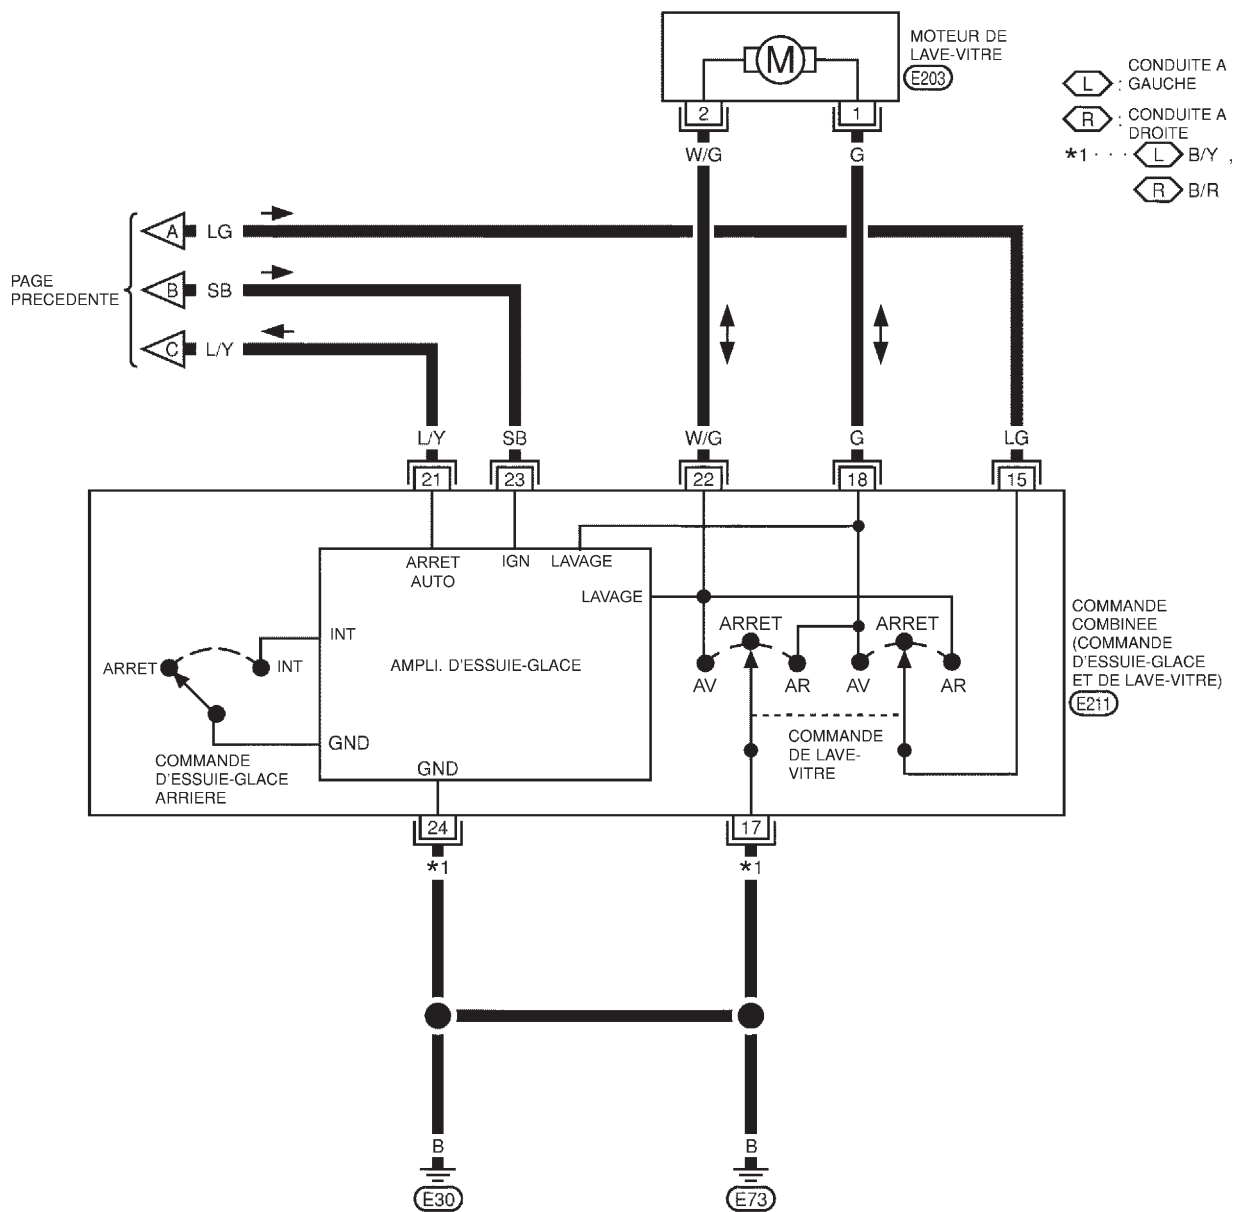 MOTEUR DE
LAVE-VITRE
E203
M
2
1
W/G
G
L : CONDUITE A
GAUCHE
R : CONDUITE A
DROITE
*1 · · · L B/Y ,
R B/R
PAGE
PRECEDENTE
A LG
B SB
C L/Y
L/Y
SB
W/G
G
LG
21
23
22
18
15
ARRET
AUTO
IGN
LAVAGE
LAVAGE
INT
AMPLI. D'ESSUIE-GLACE
GND
GND
ARRET
INT
COMMANDE
D'ESSUIE-GLACE
ARRIERE
ARRET
AV
AR
ARRET
AV
AR
COMMANDE
DE LAVE-
VITRE
COMMANDE
COMBINEE
(COMMANDE
D'ESSUIE-GLACE
ET DE LAVE-VITRE)
E211
24
17
*1
*1
B
B
E30
E73